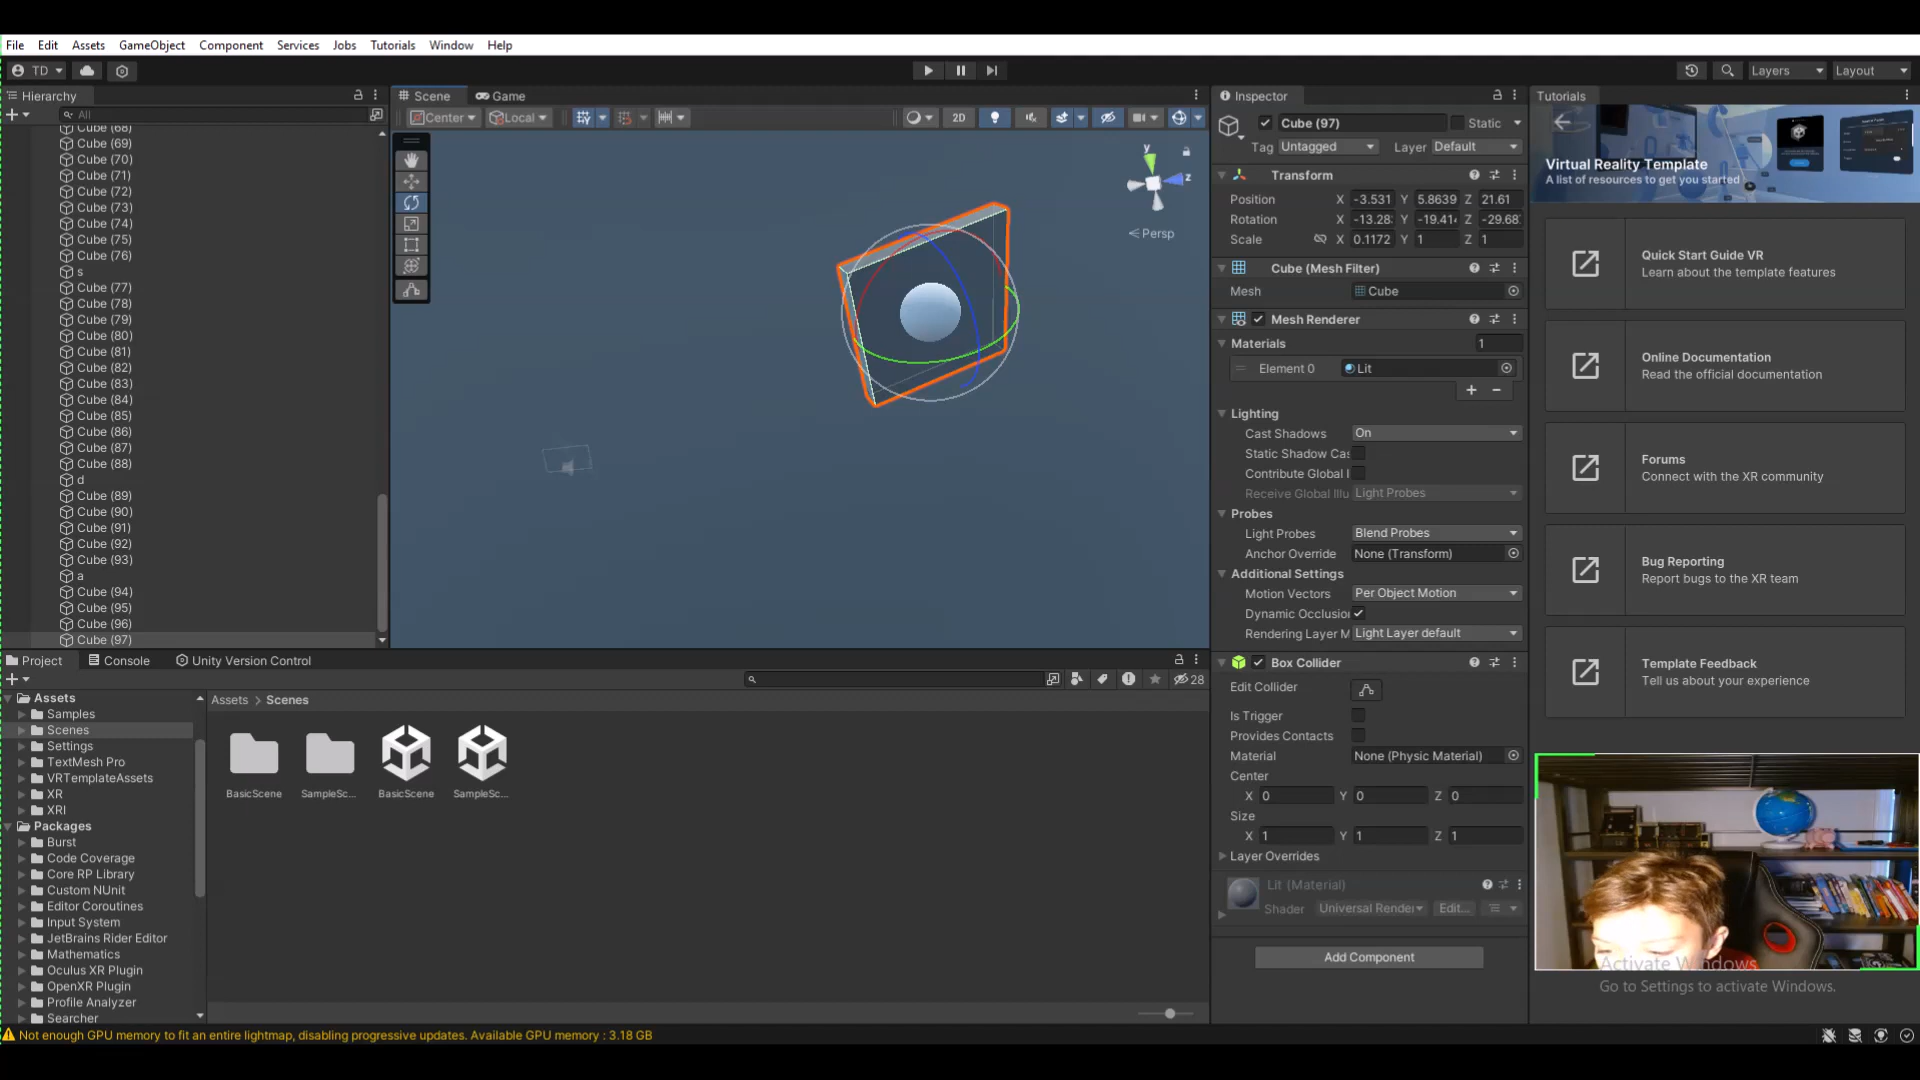 File Edit Assets GameObject Component Services Jobs Tutorials Window Help
TD
Layers Layout
Hierarchy
All
Cube (68)
Cube (69)
Cube (70)
Cube (71)
Cube (72)
Cube (73)
Cube (74)
Cube (75)
Cube (76)
s
Cube (77)
Cube (78)
Cube (79)
Cube (80)
Cube (81)
Cube (82)
Cube (83)
Cube (84)
Cube (85)
Cube (86)
Cube (87)
Cube (88)
d
Cube (89)
Cube (90)
Cube (91)
Cube (92)
Cube (93)
a
Cube (94)
Cube (95)
Cube (96)
Cube (97)
Scene Game
Center Local
2D
y
z
Persp
Inspector
Cube (97) Static
Tag Untagged Layer Default
Transform
Position X -3.531 Y 5.8639 Z 21.61
Rotation X -13.28 Y -19.41 Z -29.68
Scale X 0.1172 Y 1 Z 1
Cube (Mesh Filter)
Mesh Cube
Mesh Renderer
Materials 1
Element 0 Lit
Lighting
Cast Shadows On
Static Shadow Cas
Contribute Global I
Receive Global Illu Light Probes
Probes
Light Probes Blend Probes
Anchor Override None (Transform)
Additional Settings
Motion Vectors Per Object Motion
Dynamic Occlusio
Rendering Layer M Light Layer default
Box Collider
Edit Collider
Is Trigger
Provides Contacts
Material None (Physic Material)
Center
X 0 Y 0 Z 0
Size
X 1 Y 1 Z 1
Layer Overrides
Lit (Material)
Shader Universal Render Edit...
Add Component
Tutorials
Virtual Reality Template
A list of resources to get you started
Quick Start Guide VR
Learn about the template features
Online Documentation
Read the official documentation
Forums
Connect with the XR community
Bug Reporting
Report bugs to the XR team
Template Feedback
Tell us about your experience
Activate Windows
Go to Settings to activate Windows.
Project Console Unity Version Control
28
Assets
Samples
Scenes
Settings
TextMesh Pro
VRTemplateAssets
XR
XRI
Packages
Burst
Code Coverage
Core RP Library
Custom NUnit
Editor Coroutines
Input System
JetBrains Rider Editor
Mathematics
Oculus XR Plugin
OpenXR Plugin
Profile Analyzer
Searcher
Assets > Scenes
BasicScene SampleSc... BasicScene SampleSc...
Not enough GPU memory to fit an entire lightmap, disabling progressive updates. Available GPU memory : 3.18 GB